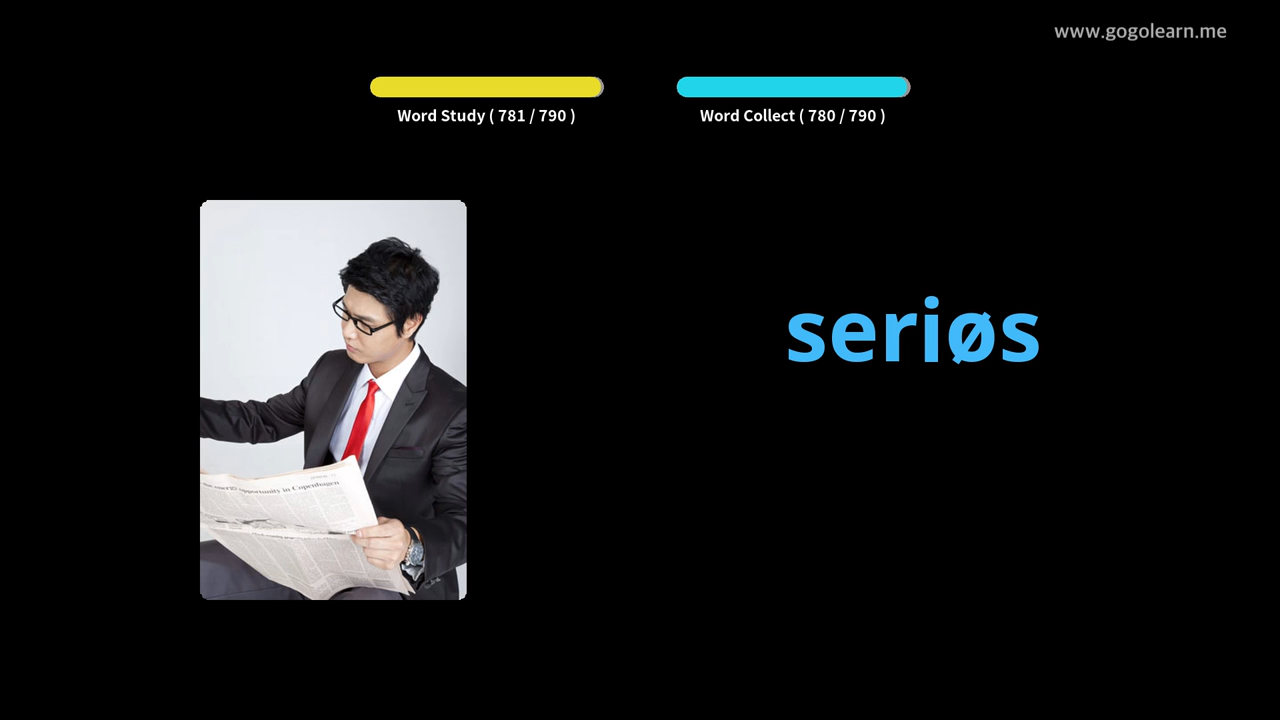 www.gogolearn.me
Word Study ( 781 / 790 )
Word Collect ( 780 / 790 )
seriøs
opportunity in Copenhagen